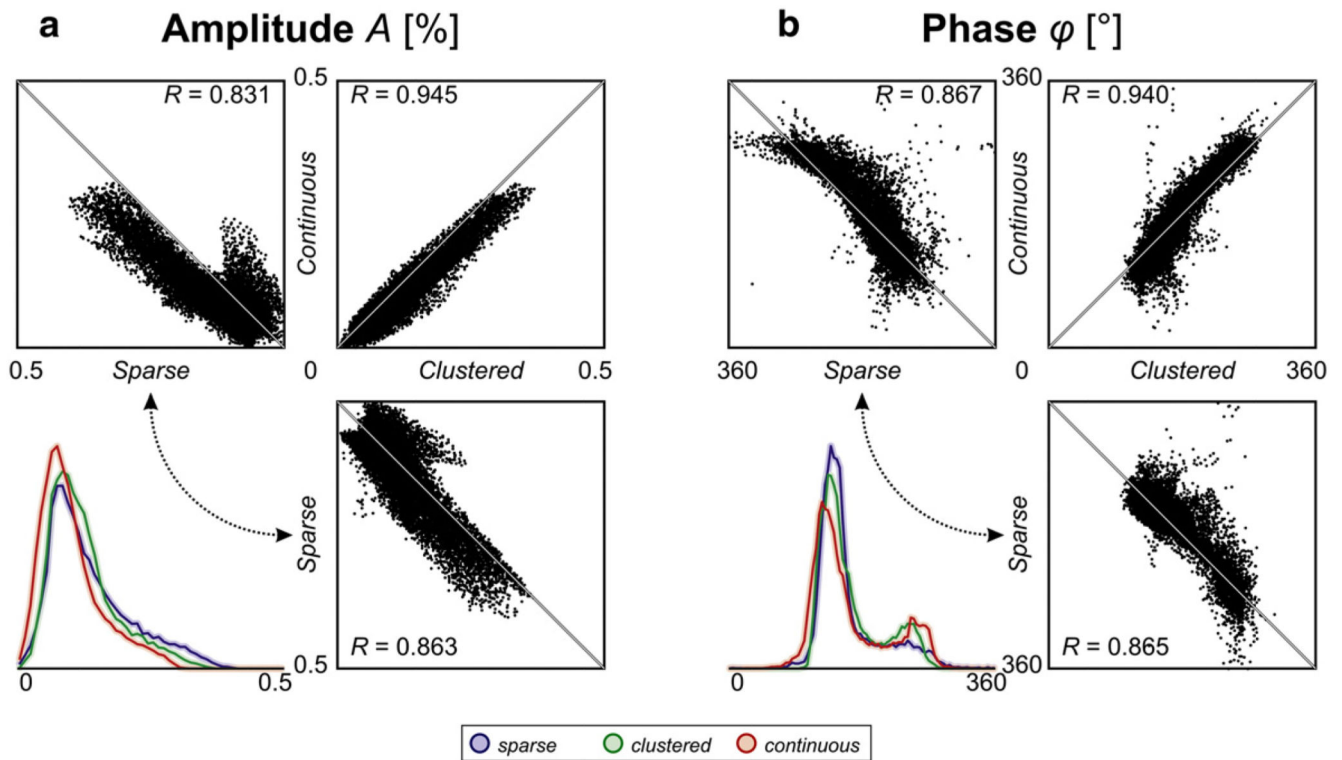 a Amplitude A [%]
b Phase φ [°]
R = 0.831
0.5
R = 0.945
R = 0.867
360
R = 0.940
Continuous
Continuous
0.5
Sparse
0
Clustered
0.5
360
Sparse
0
Clustered
360
Sparse
R = 0.863
0.5
0
0.5
Sparse
R = 0.865
360
0
360
sparse
clustered
continuous